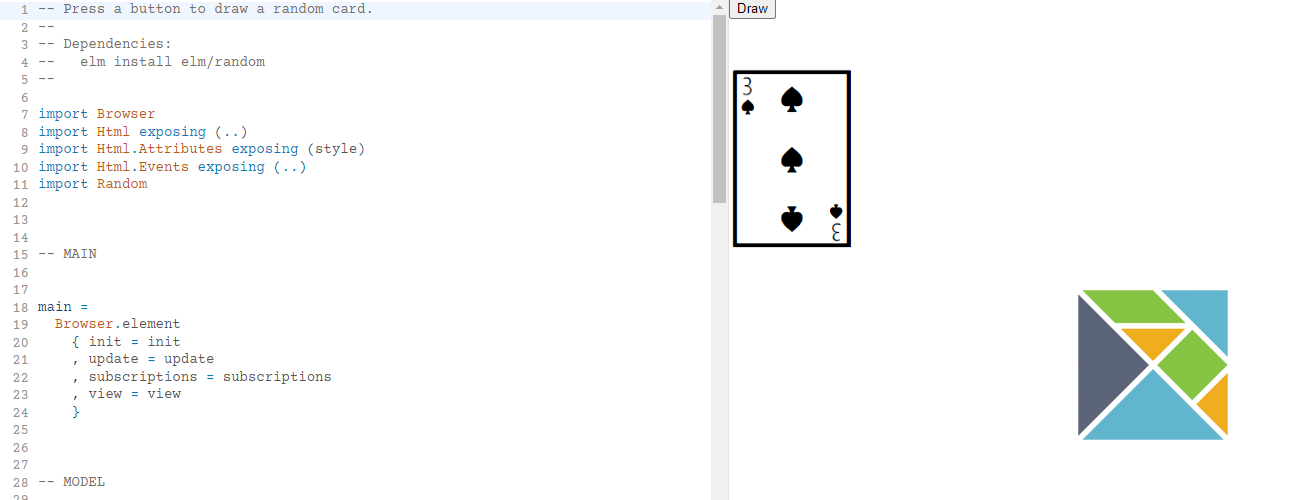 1 -- Press a button to draw a random card.
2 --
3 -- Dependencies:
4 --   elm install elm/random
5 --
6
7 import Browser
8 import Html exposing (..)
9 import Html.Attributes exposing (style)
10 import Html.Events exposing (..)
11 import Random
12
13
14
15 -- MAIN
16
17
18 main =
19   Browser.element
20     { init = init
21     , update = update
22     , subscriptions = subscriptions
23     , view = view
24     }
25
26
27
28 -- MODEL
29
Draw
3
3